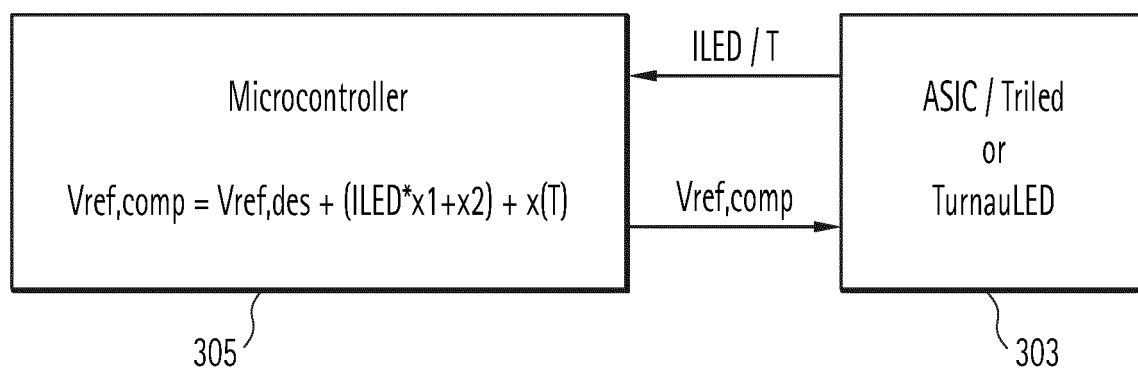 Microcontroller
Vref,comp = Vref,des + (ILED*x1+x2) + x(T)
ILED / T
Vref,comp
ASIC / Triled
or
TurnauLED
305
303